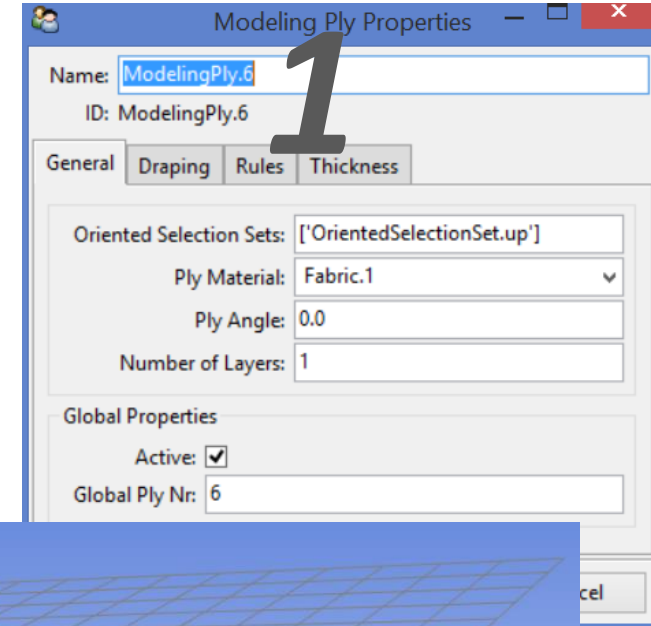 Modeling Ply Properties
1
Name: ModelingPly.6
ID: ModelingPly.6
General Draping Rules Thickness
Oriented Selection Sets: ['OrientedSelectionSet.up']
Ply Material: Fabric.1
Ply Angle: 0.0
Number of Layers: 1
Global Properties
Active:
Global Ply Nr: 6
cel